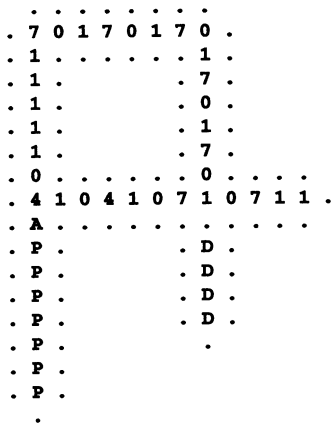 . . . . . . . .
. 7 0 1 7 0 1 7 0 .
. 1 . . . . . . 1 .
. 1 . . 7 .
. 1 . . 0 .
. 1 . . 1 .
. 1 . . 7 .
. 0 . . . . . . 0 . . . .
. 4 1 0 4 1 0 7 1 0 7 1 1 .
. A . . . . . . . . . . .
. P . . D .
. P . . D .
. P . . D .
. P . . D .
. P . .
. P .
. P .
.